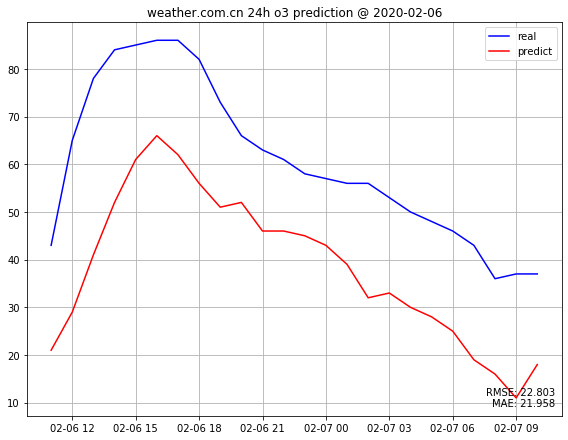 weather.com.cn 24h o3 prediction @ 2020-02-06
real
predict
80
70
60
50
40
30
20
10
RMSE: 22.803
MAE: 21.958
02-06 12 02-06 15 02-06 18 02-06 21 02-07 00 02-07 03 02-07 06 02-07 09